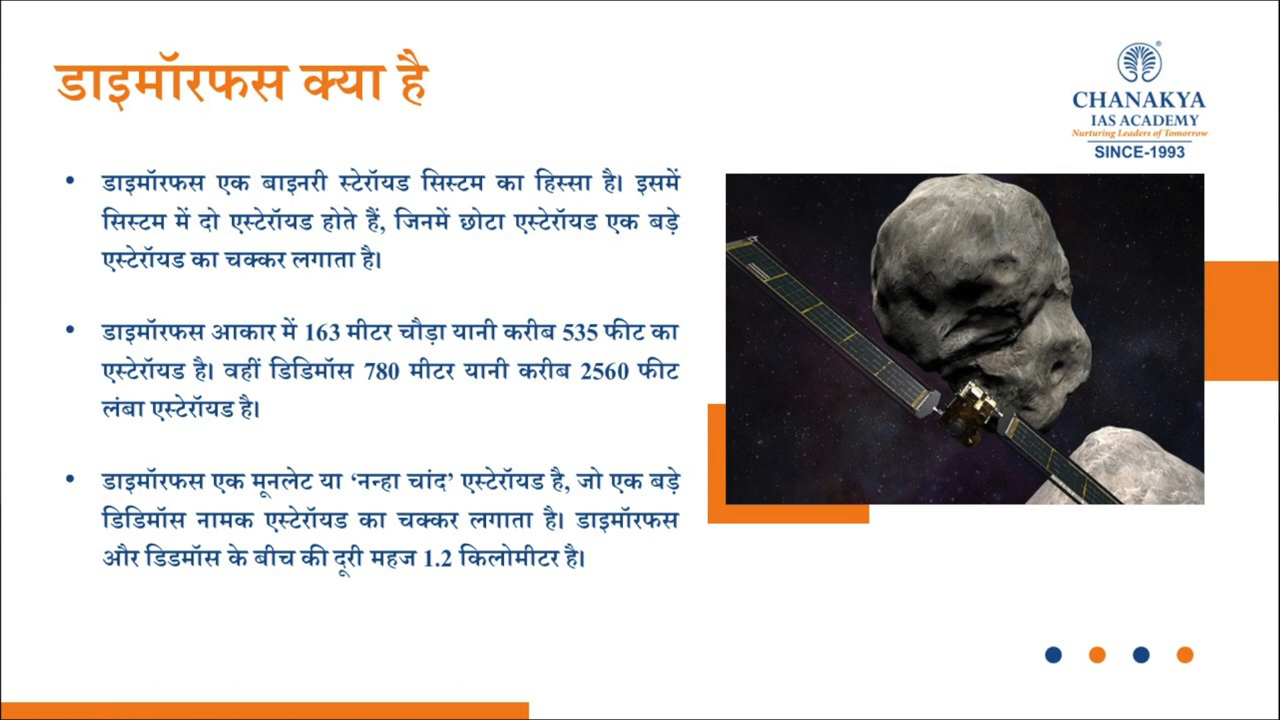 डाइमॉरफस क्या है
CHANAKYA
IAS ACADEMY
Nurturing Leaders of Tomorrow
SINCE-1993
• डाइमॉरफस एक बाइनरी स्टेरॉयड सिस्टम का हिस्सा है। इसमें
सिस्टम में दो एस्टेरॉयड होते हैं, जिनमें छोटा एस्टेरॉयड एक बड़े
एस्टेरॉयड का चक्कर लगाता है।
• डाइमॉरफस आकार में 163 मीटर चौड़ा यानी करीब 535 फीट का
एस्टेरॉयड है। वहीं डिडिमॉस 780 मीटर यानी करीब 2560 फीट
लंबा एस्टेरॉयड है।
• डाइमॉरफस एक मूनलेट या ‘नन्हा चांद’ एस्टेरॉयड है, जो एक बड़े
डिडिमॉस नामक एस्टेरॉयड का चक्कर लगाता है। डाइमॉरफस
और डिडमॉस के बीच की दूरी महज 1.2 किलोमीटर है।